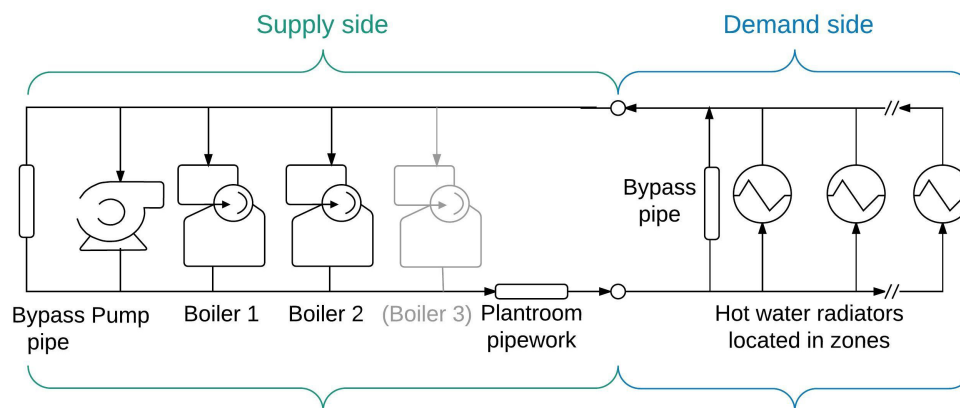 Supply side
Demand side
Bypass
pipe
Bypass
pipe
Pump
Boiler 1
Boiler 2
(Boiler 3)
Plantroom
pipework
Hot water radiators
located in zones